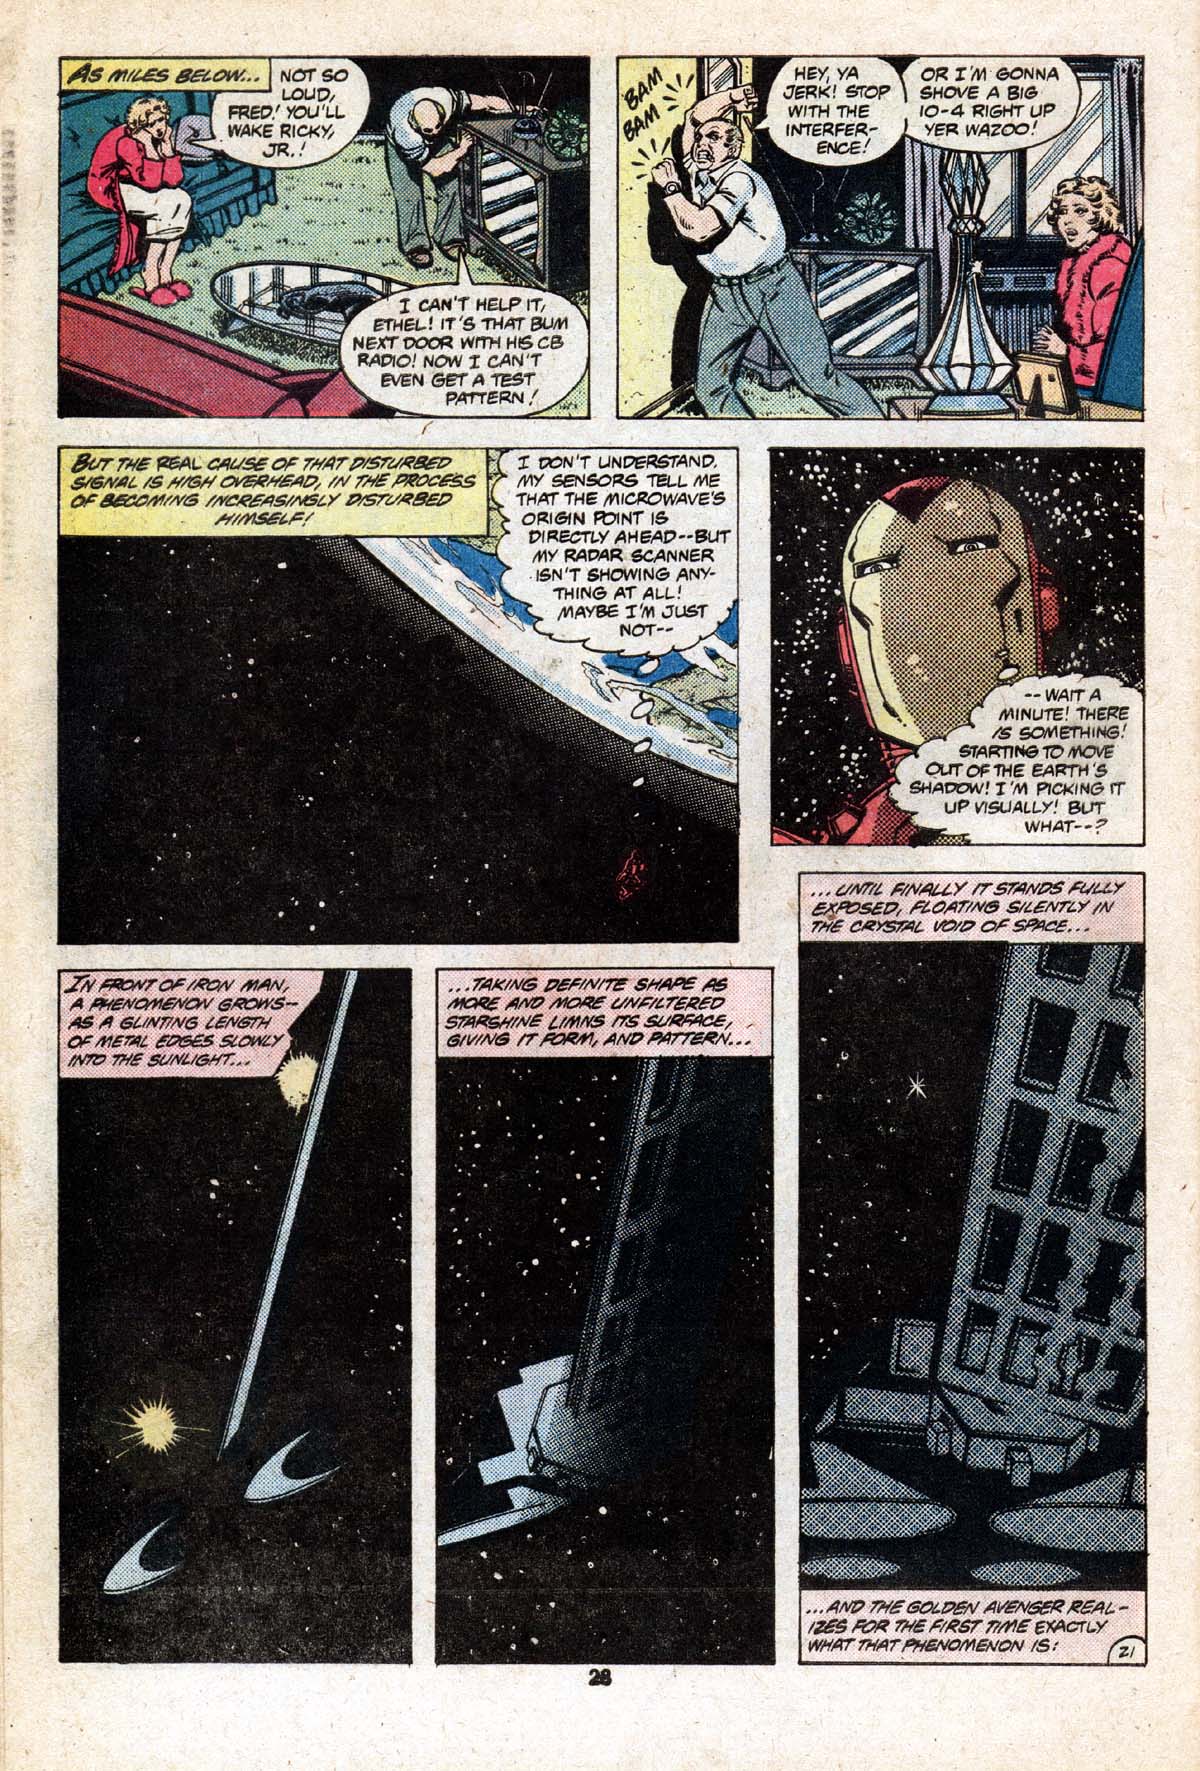 AS MILES BELOW...
NOT SO
LOUD,
FRED! YOU'LL
WAKE RICKY,
JR.!
I CAN'T HELP IT,
ETHEL! IT'S THAT BUM
NEXT DOOR WITH HIS CB
RADIO! NOW I CAN'T
EVEN GET A TEST
PATTERN!
BAM
BAM
HEY, YA
JERK! STOP
WITH THE
INTERFER-
ENCE!
OR I'M GONNA
SHOVE A BIG
10-4 RIGHT UP
YER WAZOO!
BUT THE REAL CAUSE OF THAT DISTURBED
SIGNAL IS HIGH OVERHEAD, IN THE PROCESS
OF BECOMING INCREASINGLY DISTURBED
HIMSELF!
I DON'T UNDERSTAND.
MY SENSORS TELL ME
THAT THE MICROWAVE'S
ORIGIN POINT IS
DIRECTLY AHEAD--BUT
MY RADAR SCANNER
ISN'T SHOWING ANY-
THING AT ALL!
MAYBE I'M JUST
NOT--
-- WAIT A
MINUTE! THERE
IS SOMETHING!
STARTING TO MOVE
OUT OF THE EARTH'S
SHADOW! I'M PICKING IT
UP VISUALLY! BUT
WHAT--?
IN FRONT OF IRON MAN,
A PHENOMENON GROWS--
AS A GLINTING LENGTH
OF METAL EDGES SLOWLY
INTO THE SUNLIGHT...
...TAKING DEFINITE SHAPE AS
MORE AND MORE UNFILTERED
STARSHINE LIMNS ITS SURFACE,
GIVING IT FORM, AND PATTERN...
...UNTIL FINALLY IT STANDS FULLY
EXPOSED, FLOATING SILENTLY IN
THE CRYSTAL VOID OF SPACE...
...AND THE GOLDEN AVENGER REAL-
IZES FOR THE FIRST TIME EXACTLY
WHAT THAT PHENOMENON IS:
21
28